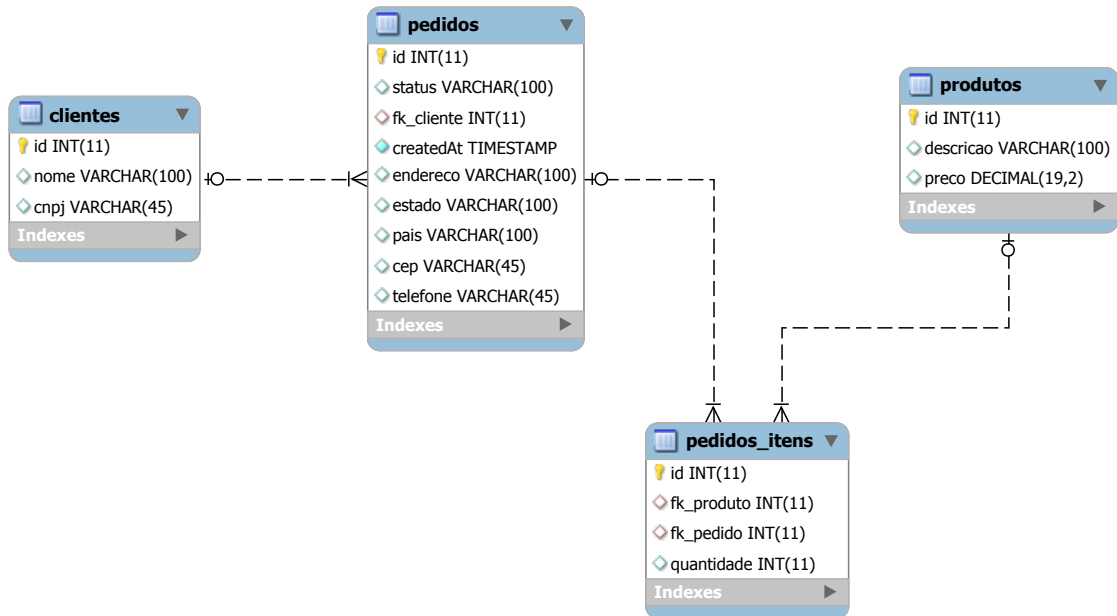 clientes
id INT(11)
nome VARCHAR(100)
cnpj VARCHAR(45)
Indexes
pedidos
id INT(11)
status VARCHAR(100)
fk_cliente INT(11)
createdAt TIMESTAMP
endereco VARCHAR(100)
estado VARCHAR(100)
pais VARCHAR(100)
cep VARCHAR(45)
telefone VARCHAR(45)
Indexes
produtos
id INT(11)
descricao VARCHAR(100)
preco DECIMAL(19,2)
Indexes
pedidos_itens
id INT(11)
fk_produto INT(11)
fk_pedido INT(11)
quantidade INT(11)
Indexes